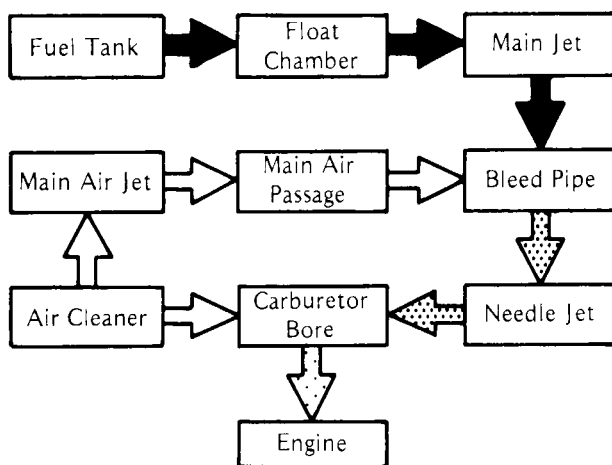 Fuel Tank
Float
Chamber
Main Jet
Main Air Jet
Main Air
Passage
Bleed Pipe
Air Cleaner
Carburetor
Bore
Needle Jet
Engine